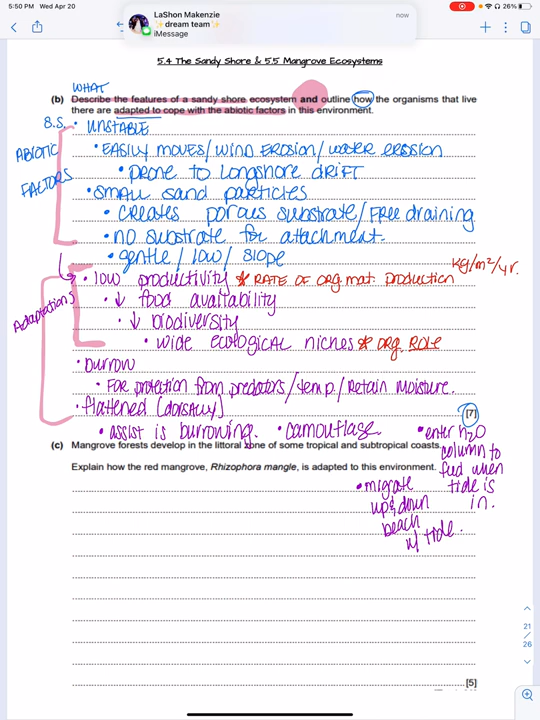 5:50 PM Wed Apr 20
26%
LaShon Makenzie
✨dream team✨
iMessage
now
5.4 The Sandy Shore & 5.5 Mangrove Ecosystems
WHAT
(b) Describe the features of a sandy shore ecosystem and outline how the organisms that live
there are adapted to cope with the abiotic factors in this environment.
S.S. • UNSTABLE
ABIOTIC FACTORS
• EASILY MOVES/WIND EROSION/WATER EROSION
• PRONE TO LONGSHORE DRIFT
• SMALL SAND PARTICLES
• CREATES POROUS SUBSTRATE/FREE DRAINING
• NO SUBSTRATE FOR ATTACHMENT.
• gentle/low/SLOPE
Kg/m²/yr.
Adaptations
• low productivity * RATE OF ORG. MAT. PRODUCTION
• ↓ food availability
• ↓ biodiversity
• WIDE ECOLOGICAL NICHES * ORG. ROLE
• burrow
• FOR protection from predators/temp./Retain moisture.
• flattened [DORSALLY]
[7]
• assist is burrowing. • camouflage
• enter H₂O
column to
fed when
tide is
in.
(c) Mangrove forests develop in the littoral zone of some tropical and subtropical coasts.
Explain how the red mangrove, Rhizophora mangle, is adapted to this environment.
• migrate
up & down
beach
w/ tide.
[5]
21
/
26